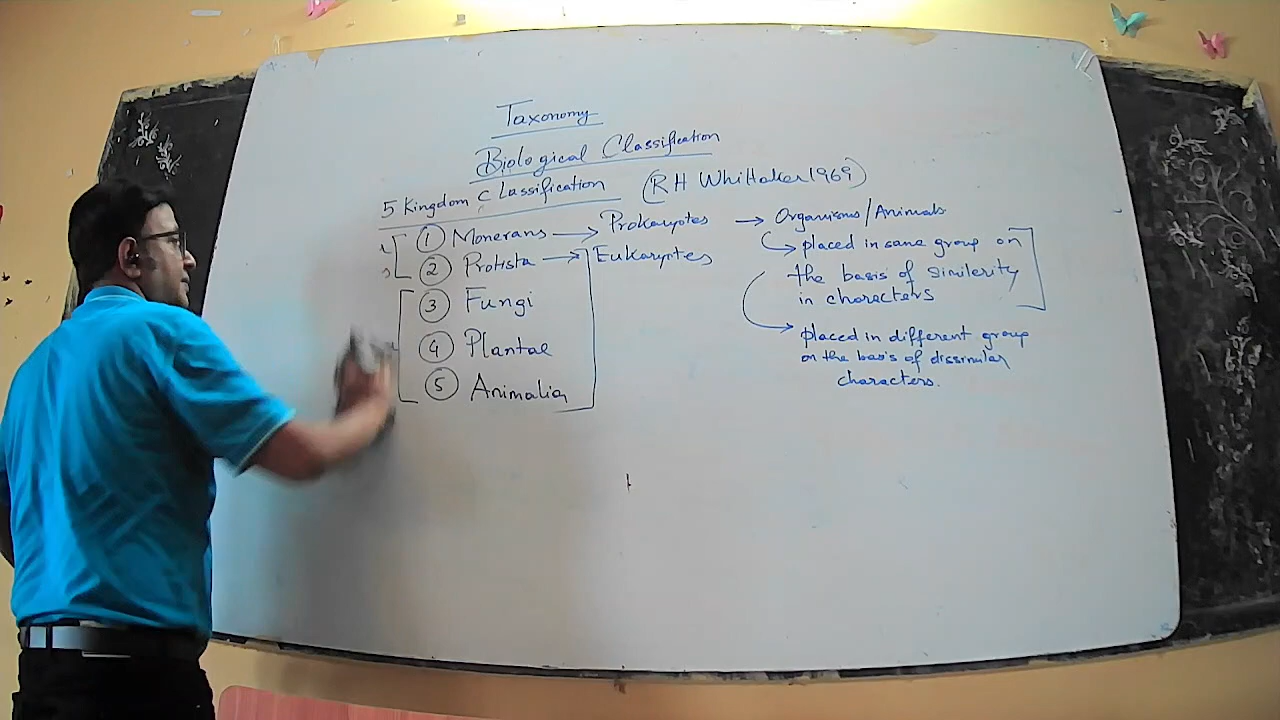 Taxonomy
Biological Classification
5 Kingdom Classification (RH Whittaker 1969)
① Monerans → Prokaryotes → Organisms/Animals
② Protista → Eukaryotes
③ Fungi
④ Plantae
⑤ Animalia
placed in same group on
the basis of similerity
in characters
placed in different group
on the basis of dissimilar
characters.